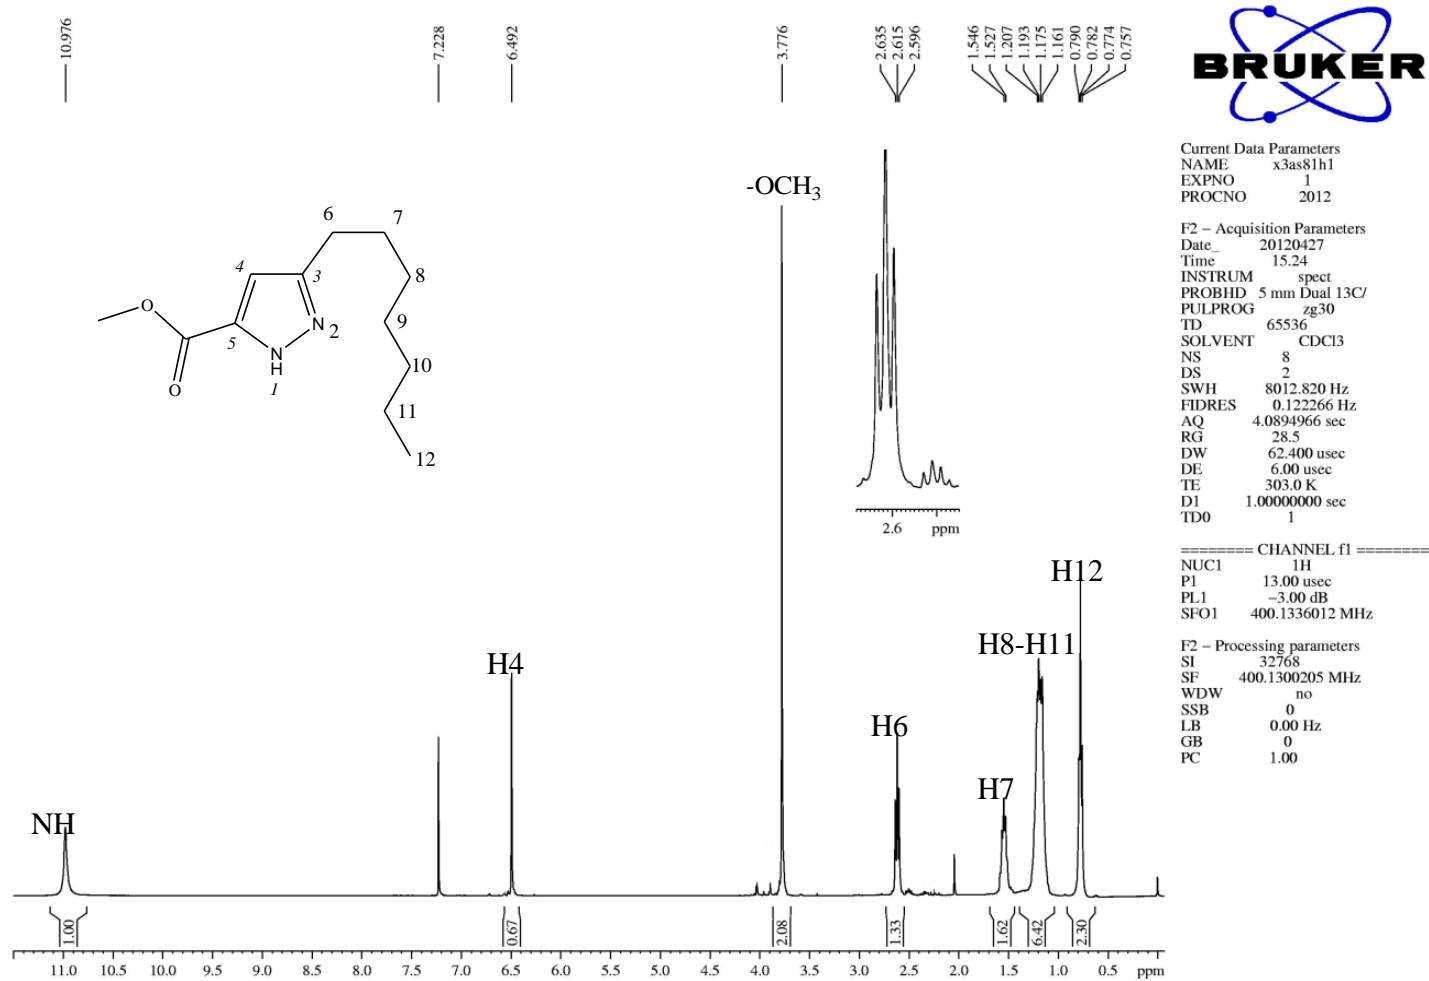 10.976
7.228
6.492
3.776
2.635
2.615
2.596
1.546
1.527
1.207
1.193
1.175
1.161
0.790
0.782
0.774
0.757
BRUKER
Current Data Parameters
NAME x3as81h1
EXPNO 1
PROCNO 2012
F2 – Acquisition Parameters
Date_ 20120427
Time 15.24
INSTRUM spect
PROBHD 5 mm Dual 13C/
PULPROG zg30
TD 65536
SOLVENT CDCl3
NS 8
DS 2
SWH 8012.820 Hz
FIDRES 0.122266 Hz
AQ 4.0894966 sec
RG 28.5
DW 62.400 usec
DE 6.00 usec
TE 303.0 K
D1 1.00000000 sec
TD0 1
======== CHANNEL f1 ========
NUC1 1H
P1 13.00 usec
PL1 –3.00 dB
SFO1 400.1336012 MHz
F2 – Processing parameters
SI 32768
SF 400.1300205 MHz
WDW no
SSB 0
LB 0.00 Hz
GB 0
PC 1.00
-OCH3
6
7
4
3
8
O
N
2
9
5
N
H
1
O
10
11
12
2.6 ppm
H12
H8-H11
H4
H6
H7
NH
1.00
0.67
2.08
1.33
1.62
6.42
2.30
11.0 10.5 10.0 9.5 9.0 8.5 8.0 7.5 7.0 6.5 6.0 5.5 5.0 4.5 4.0 3.5 3.0 2.5 2.0 1.5 1.0 0.5 ppm